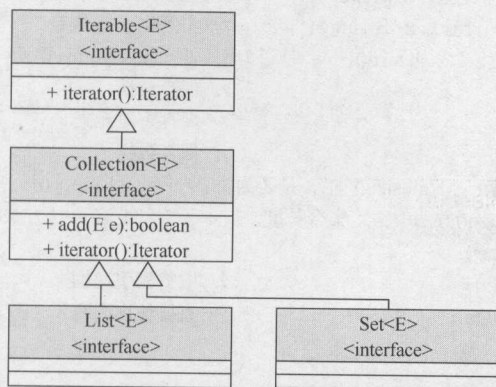 Iterable<E>
<interface>
+ iterator():Iterator
Collection<E>
<interface>
+ add(E e):boolean
+ iterator():Iterator
List<E>
<interface>
Set<E>
<interface>